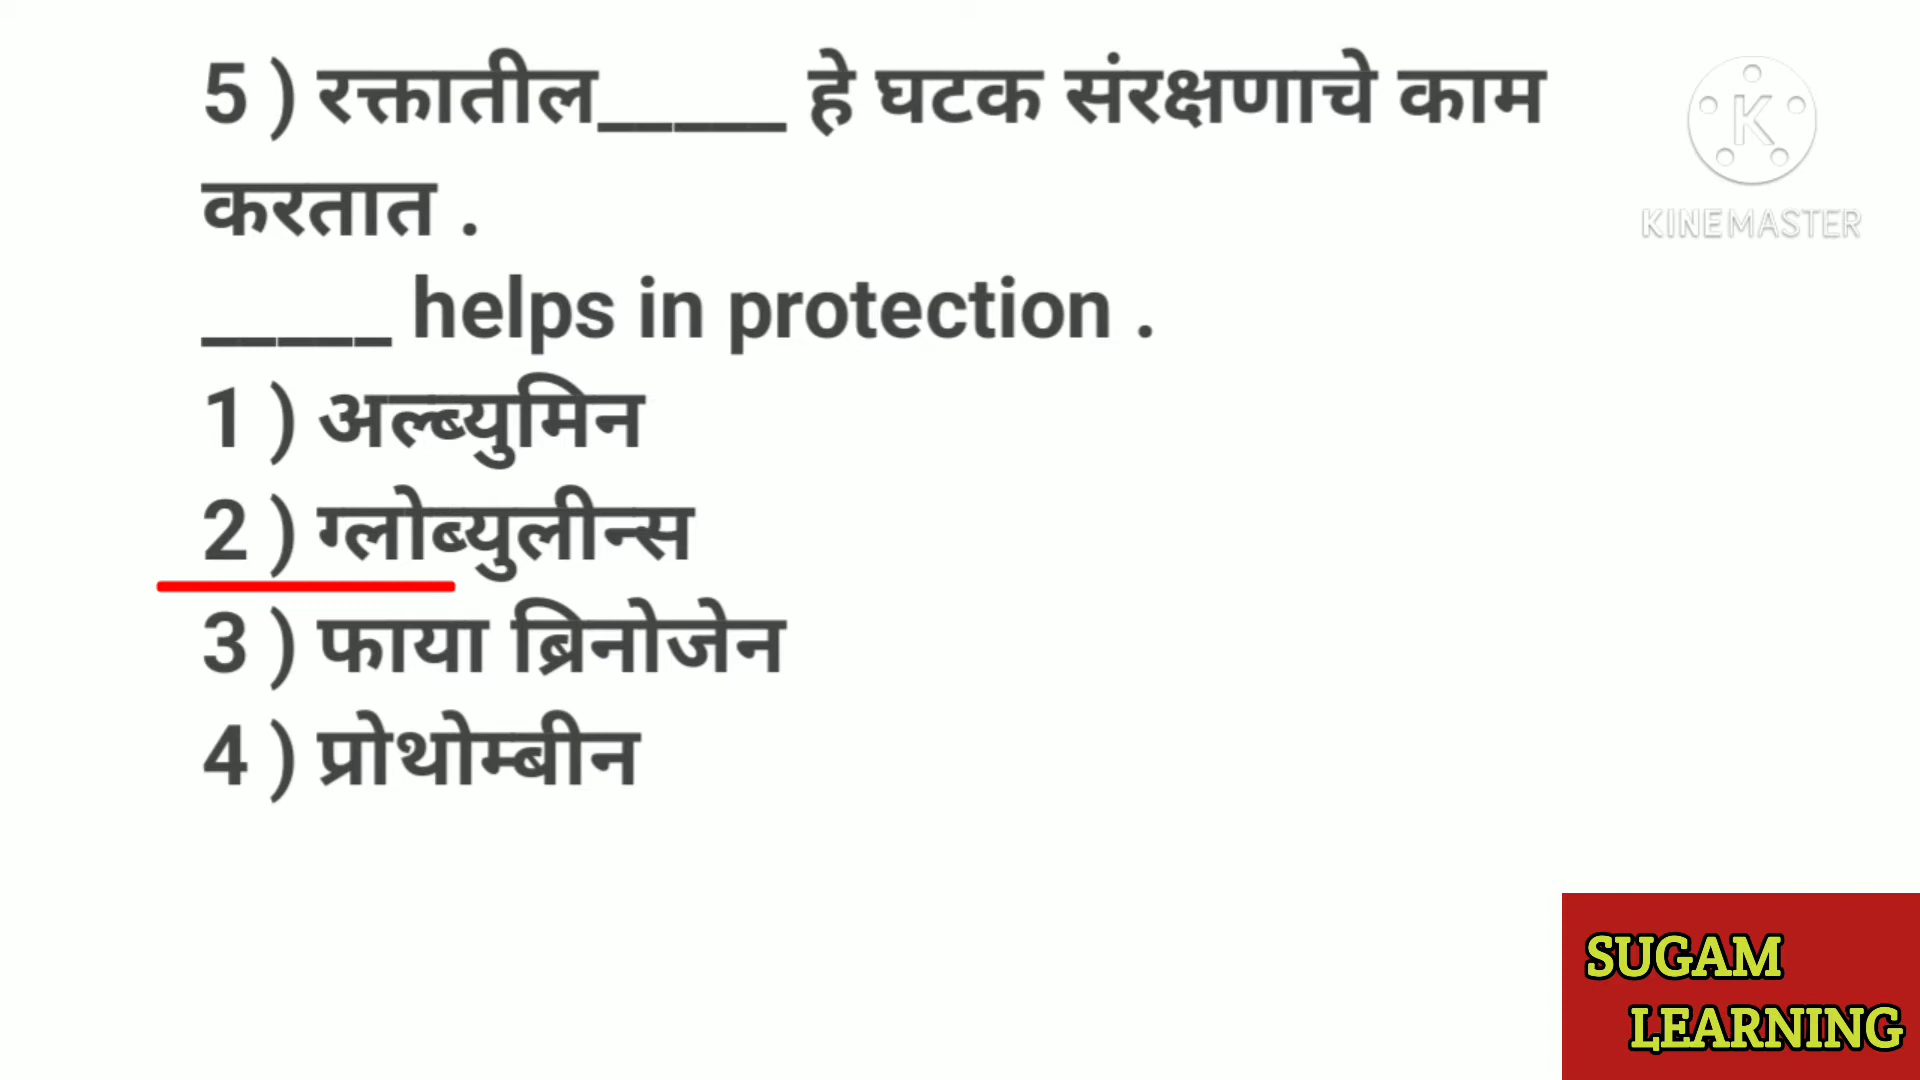 5 ) रक्तातील_____ हे घटक संरक्षणाचे काम
करतात .
_____ helps in protection .
1 ) अल्ब्युमिन
2 ) ग्लोब्युलीन्स
3 ) फाया ब्रिनोजेन
4 ) प्रोथोम्बीन
K
KINEMASTER
SUGAM
LEARNING